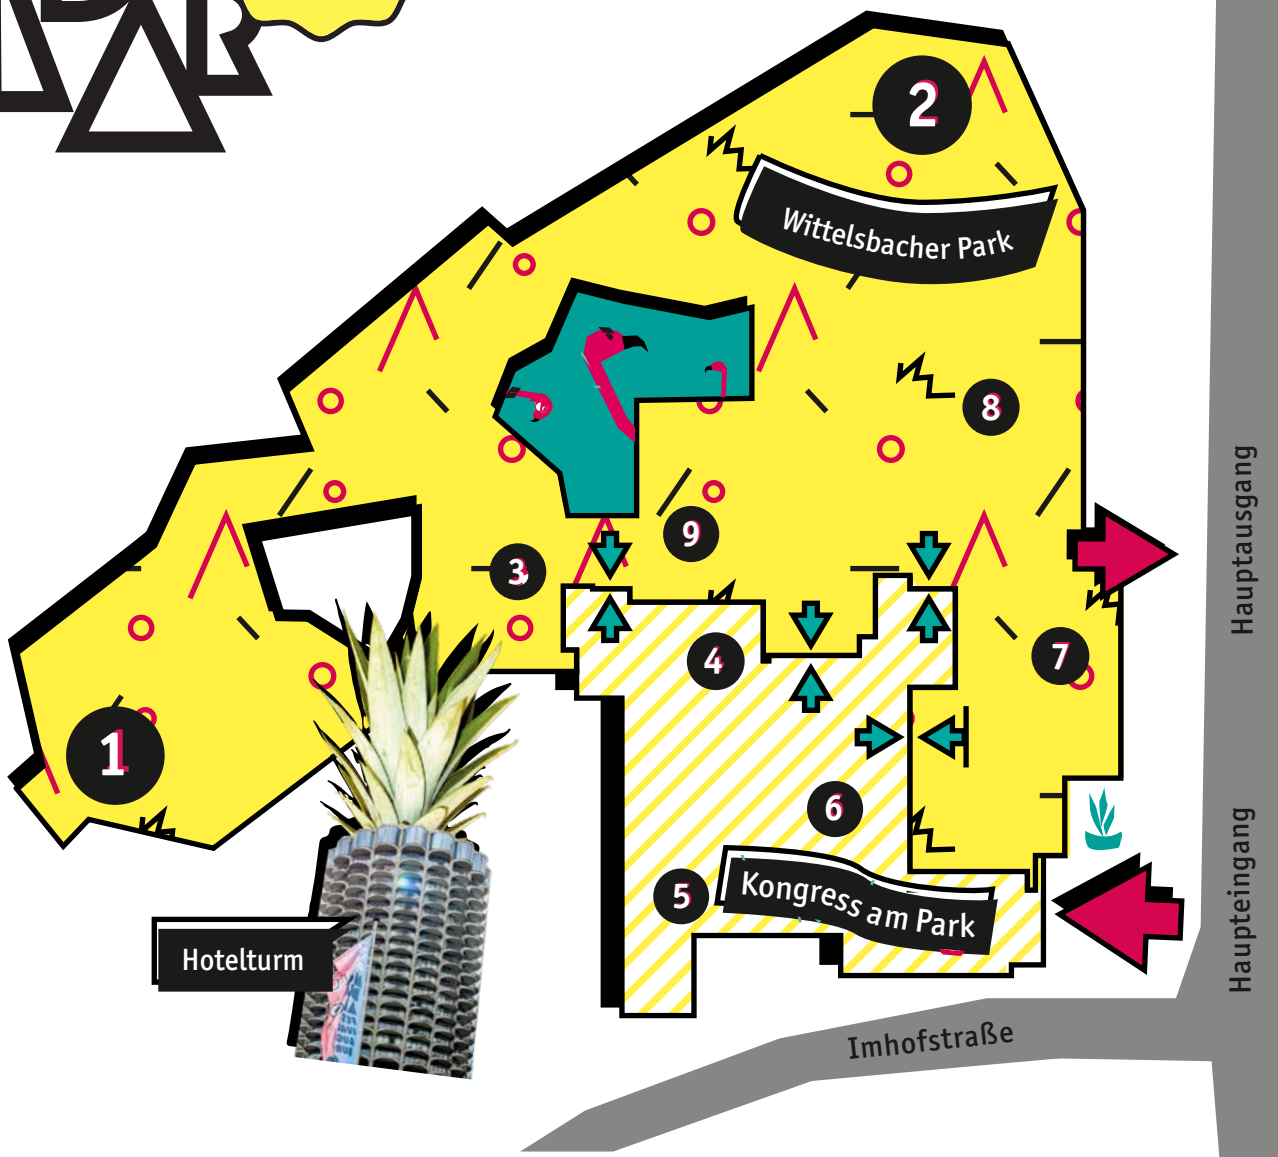 2
Wittelsbacher Park
8
Hauptausgang
9
3
4
7
1
6
5
Kongress am Park
Haupteingang
Hotelturm
Imhofstraße